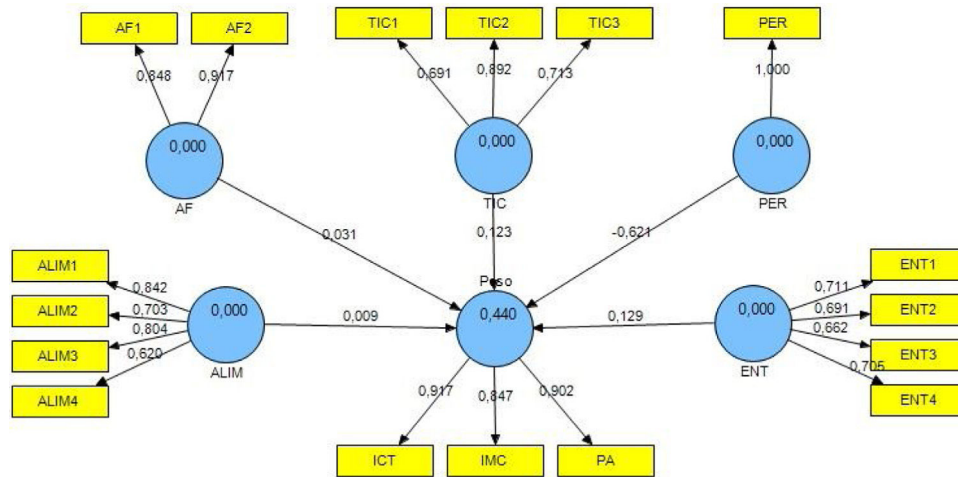 AF1
AF2
TIC1
TIC2
TIC3
PER
0,848
0,917
0,691
0,892
0,713
1,000
0,000
0,000
0,000
AF
TIC
PER
0,031
0,123
-0,621
ALIM1
ALIM2
ALIM3
ALIM4
0,842
0,703
0,804
0,620
0,000
ALIM
0,009
Peso
0,440
0,129
0,000
ENT
0,711
0,691
0,662
0,705
ENT1
ENT2
ENT3
ENT4
0,917
0,847
0,902
ICT
IMC
PA